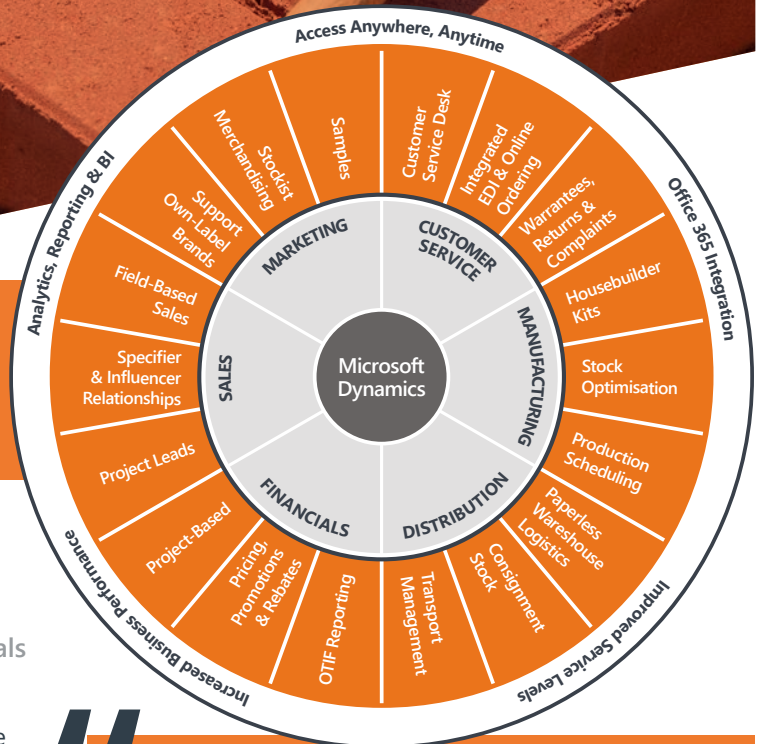 Access Anywhere, Anytime
Office 365 Integration
Improved Service Levels
Increased Business Performance
Analytics, Reporting & BI
Samples
Customer
Service Desk
Integrated
EDI & Online
Ordering
Warrantees,
Returns &
Complaints
Housebuilder
Kits
Stock
Optimisation
Production
Scheduling
Paperless
Warehouse
Logistics
Consignment
Stock
Transport
Management
OTIF Reporting
Pricing,
Promotions
& Rebates
Project-Based
Project Leads
Specifier
& Influencer
Relationships
Field-Based
Sales
Support
Own-Label
Brands
Stockist
Merchandising
MARKETING
CUSTOMER
SERVICE
MANUFACTURING
DISTRIBUTION
FINANCIALS
SALES
Microsoft
Dynamics